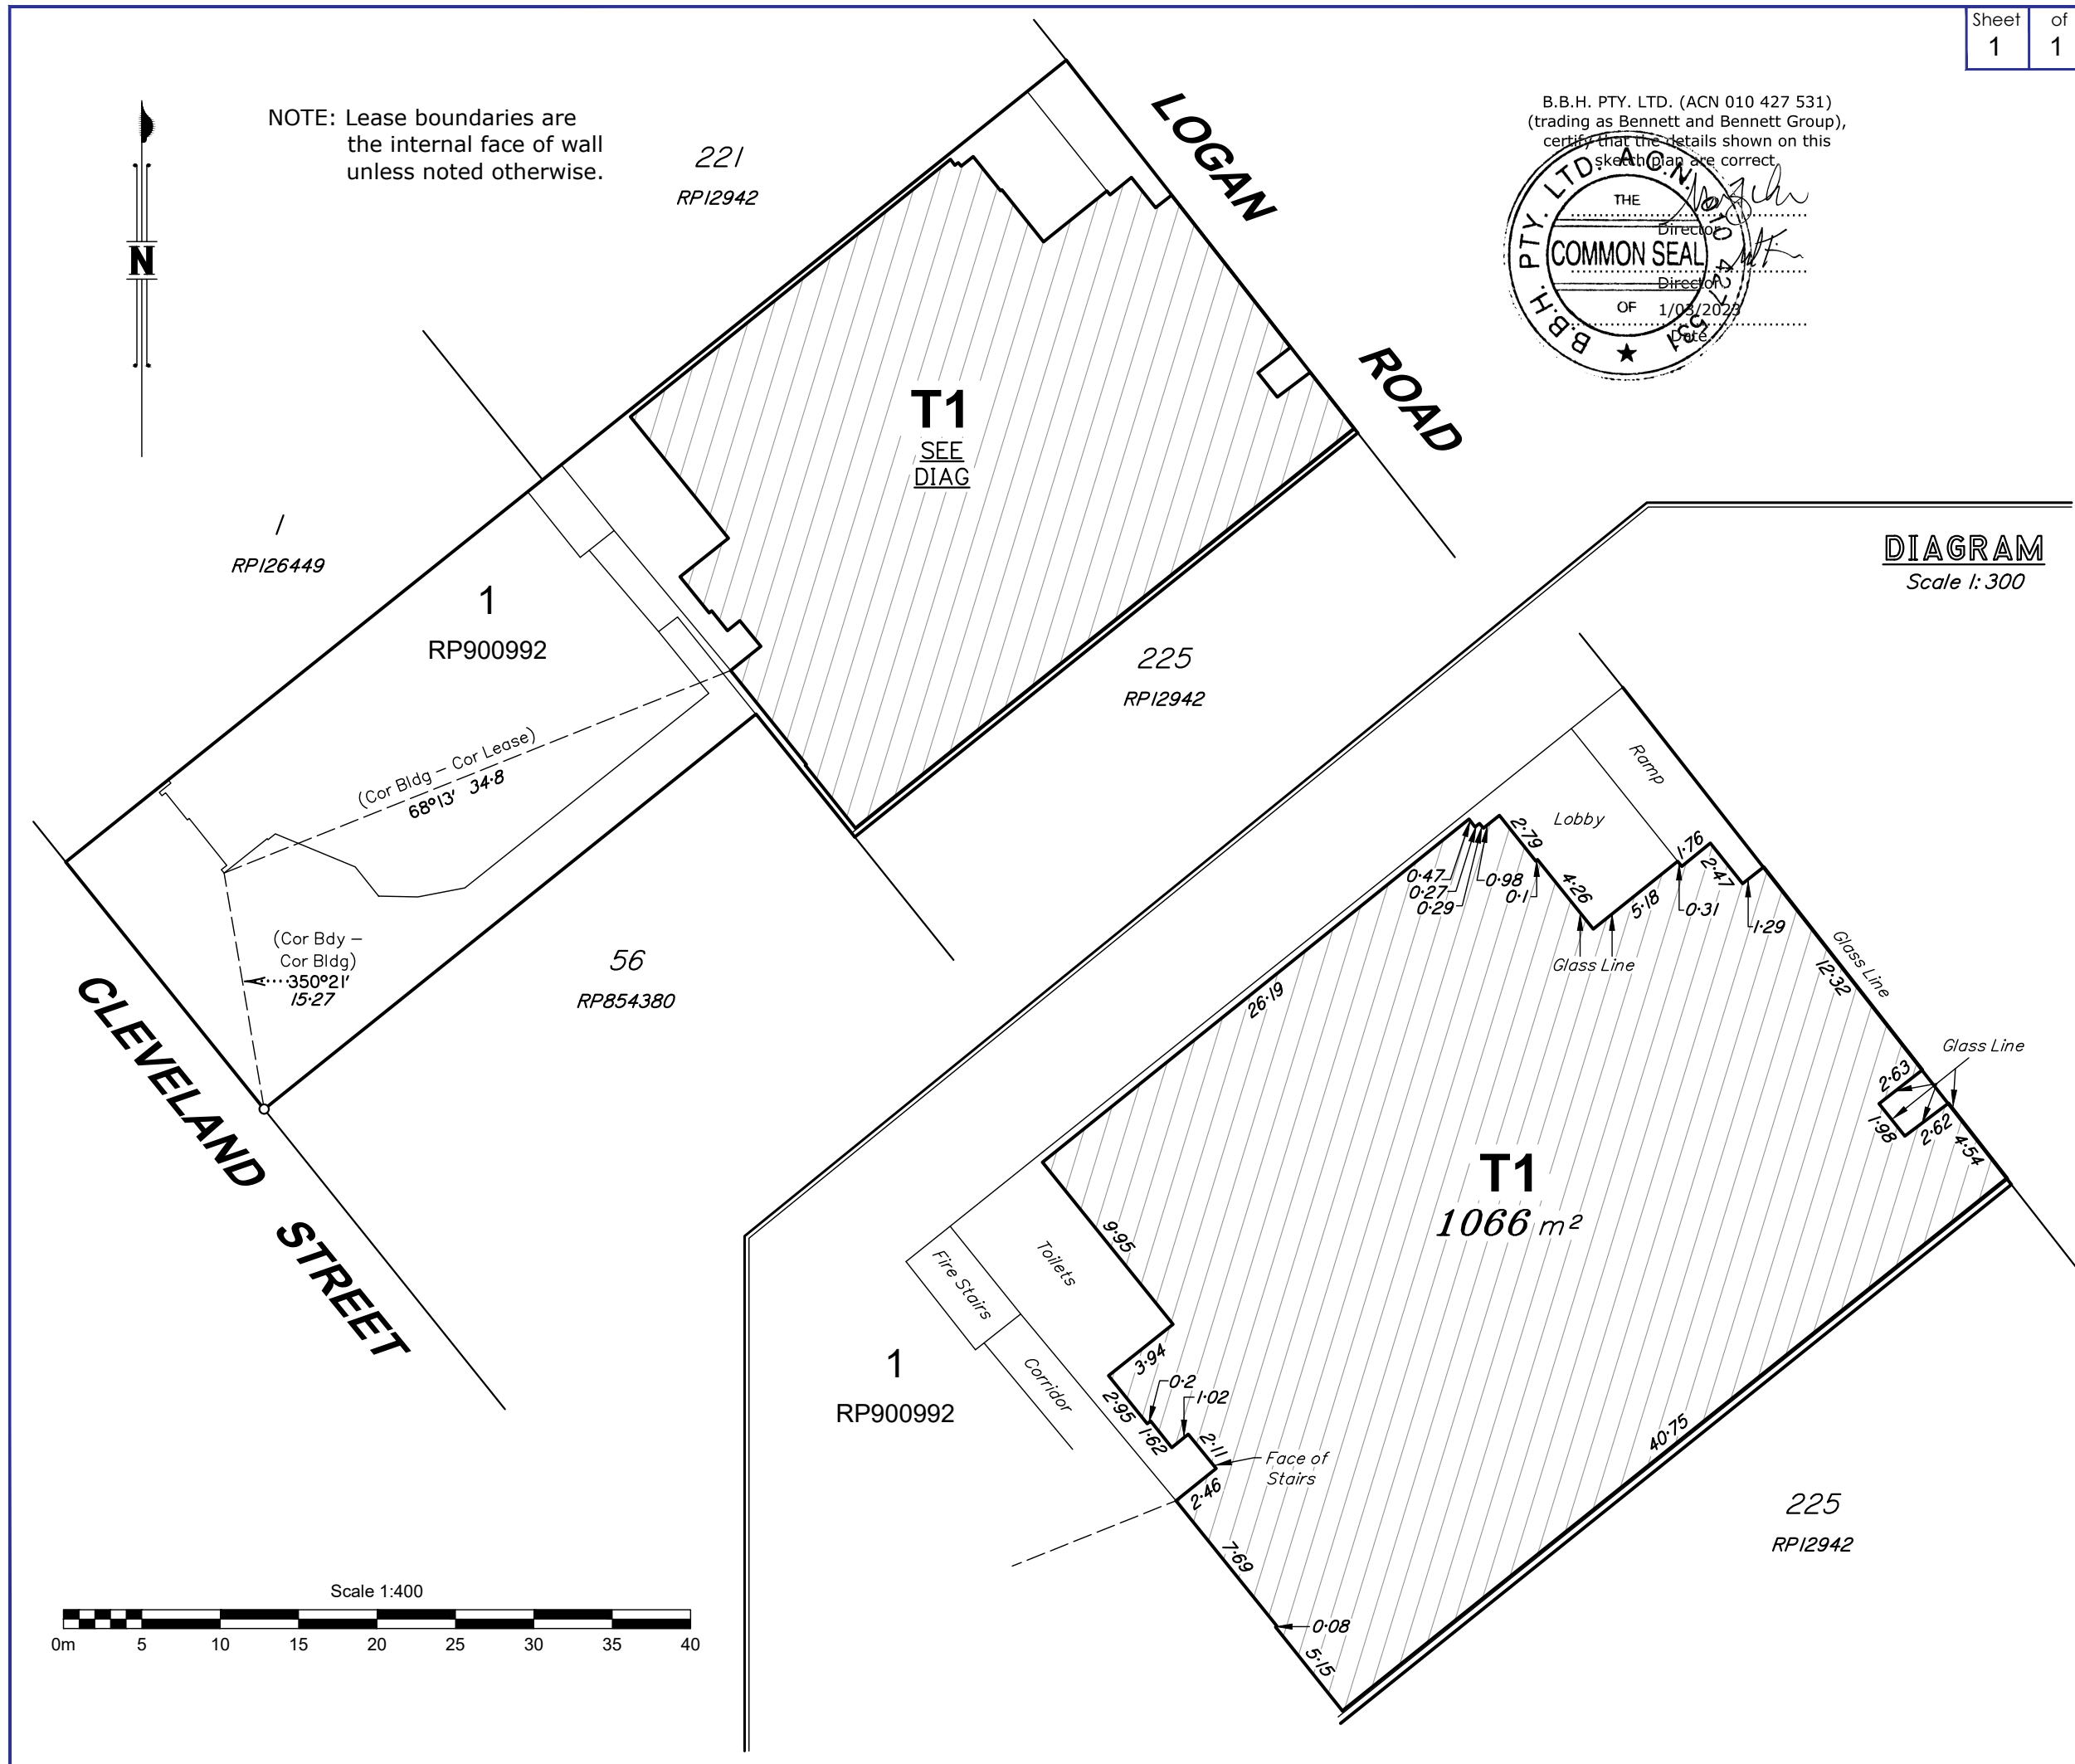 Sheet
1
of
1
NOTE: Lease boundaries are
the internal face of wall
unless noted otherwise.
N
221
RP12942
LOGAN
ROAD
B.B.H. PTY. LTD. (ACN 010 427 531)
(trading as Bennett and Bennett Group),
certify that the details shown on this
sketch plan are correct
B.B.H. PTY. LTD. A.C.N. 010 427 531
THE
COMMON SEAL
OF
Director
Director
1/03/2023
Date
T1
SEE
DIAG
1
RP126449
1
RP900992
225
RP12942
(Cor Bldg – Cor Lease)
68°13' 34·8
(Cor Bdy –
Cor Bldg)
350°21'
15·27
56
RP854380
CLEVELAND STREET
Scale 1:400
0m 5 10 15 20 25 30 35 40
DIAGRAM
Scale 1:300
Ramp
Lobby
2·79
1·76
2·47
0·47
0·27
0·29
0·98
0·1
4·26
5·18
0·31
1·29
Glass Line
Glass Line
12·32
26·19
Glass Line
2·63
1·98
2·62
4·54
T1
1066 m²
9·95
Toilets
Fire Stairs
Corridor
3·94
0·2
2·95
1·02
1·62
2·11
Face of
Stairs
2·46
1
RP900992
7·69
0·08
5·15
40·75
225
RP12942